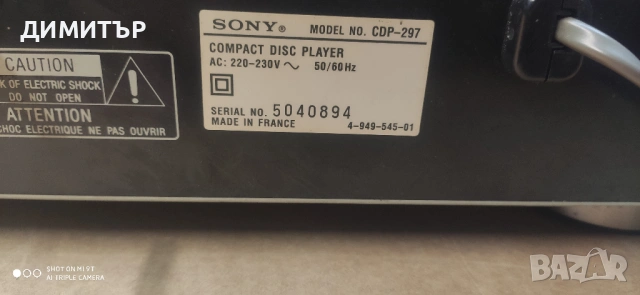 ДИМИТЪР
SONY®
MODEL NO. CDP-297
COMPACT DISC PLAYER
AC: 220-230V ~ 50/60Hz
SERIAL NO. 5040894
MADE IN FRANCE
4-949-545-01
CAUTION
OF ELECTRIC SHOCK
DO NOT OPEN
ATTENTION
CHOC ELECTRIQUE NE PAS OUVRIR
SHOT ON MI 9T
AI TRIPLE CAMERA
BAZAR